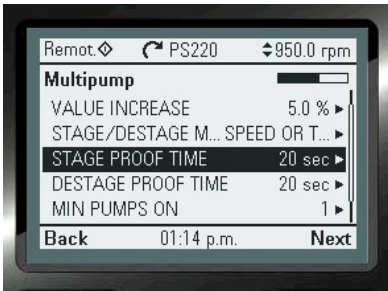 Remot. PS220 950.0 rpm
Multipump
VALUE INCREASE 5.0 %
STAGE/DESTAGE M... SPEED OR T...
STAGE PROOF TIME 20 sec
DESTAGE PROOF TIME 20 sec
MIN PUMPS ON 1
Back 01:14 p.m. Next